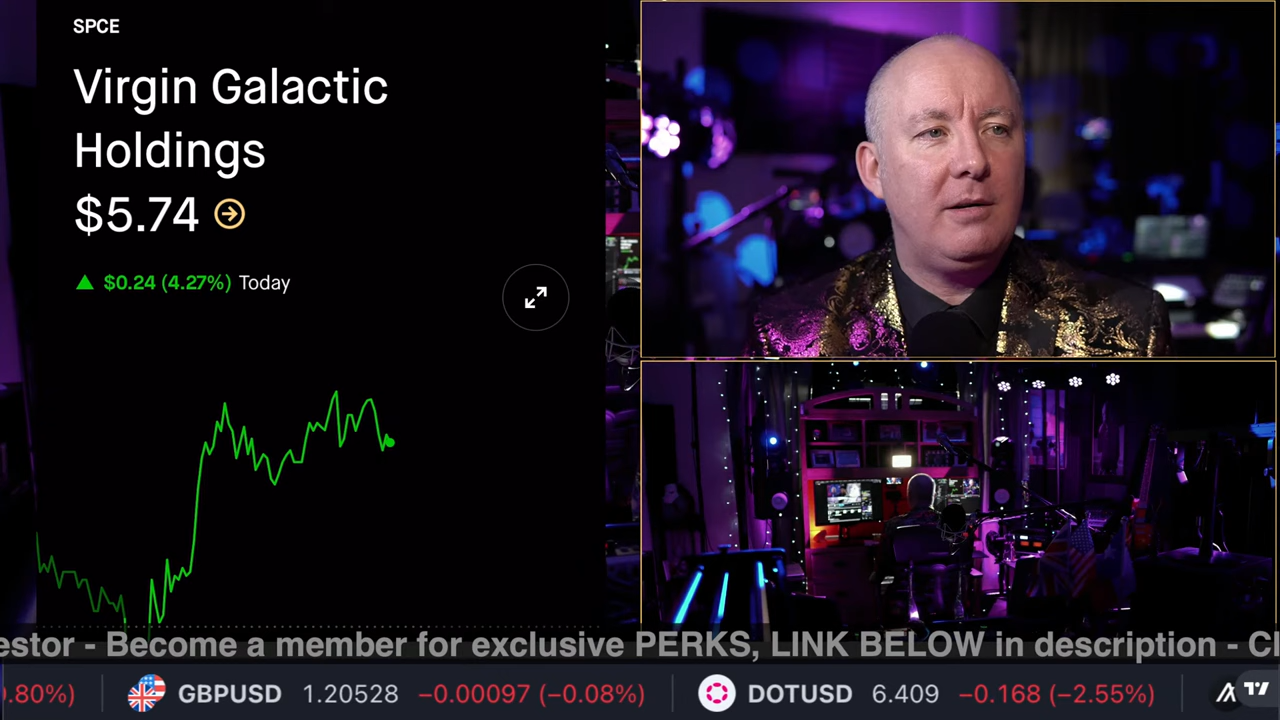 SPCE
Virgin Galactic
Holdings
$5.74
$0.24 (4.27%) Today
estor - Become a member for exclusive PERKS, LINK BELOW in description - Cl
.80%) GBPUSD 1.20528 −0.00097 (−0.08%) DOTUSD 6.409 −0.168 (−2.55%)